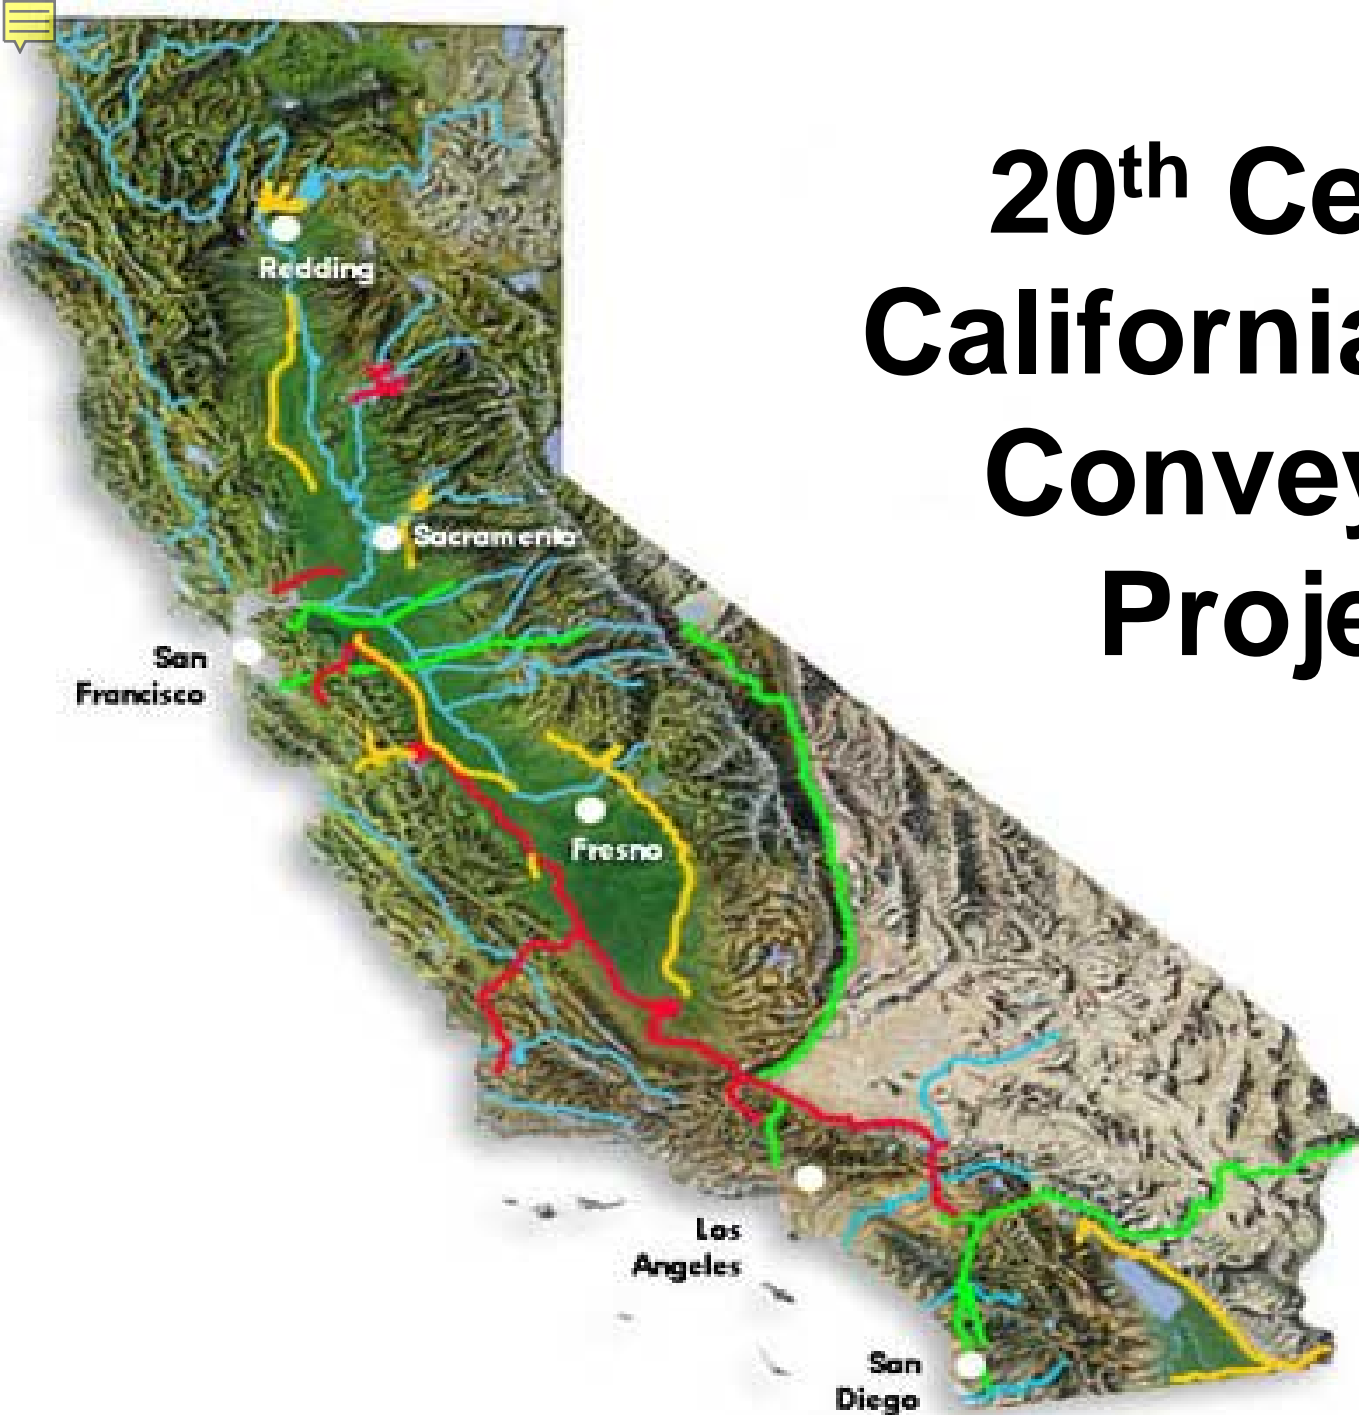 20th Ce
California
Convey
Proje
Redding
Sacramento
San
Francisco
Fresno
Los
Angeles
San
Diego